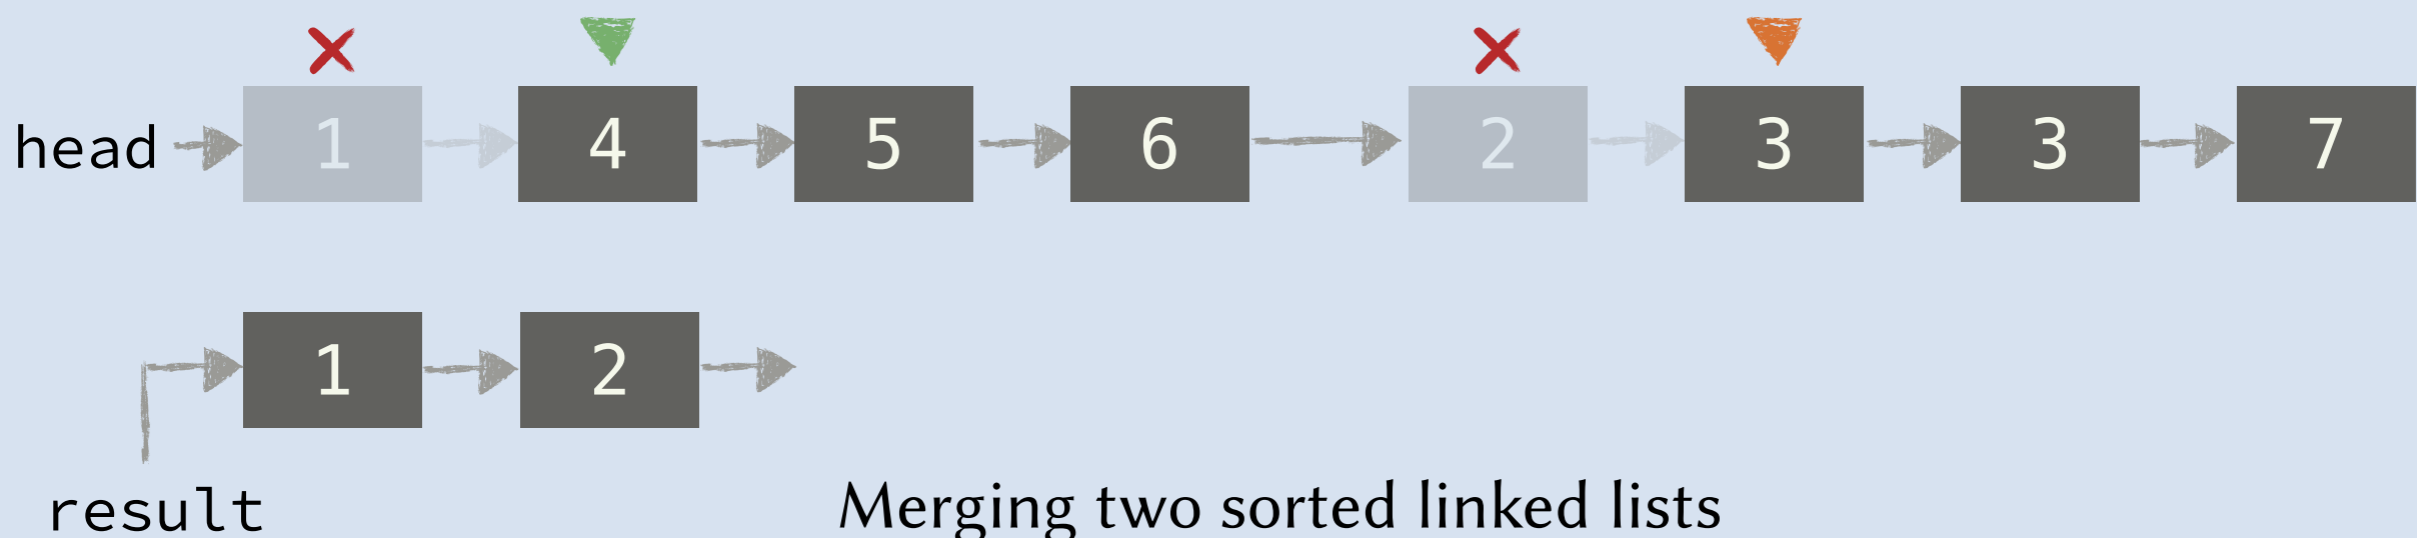 head 1 4 5 6 2 3 3 7
1 2
result
Merging two sorted linked lists